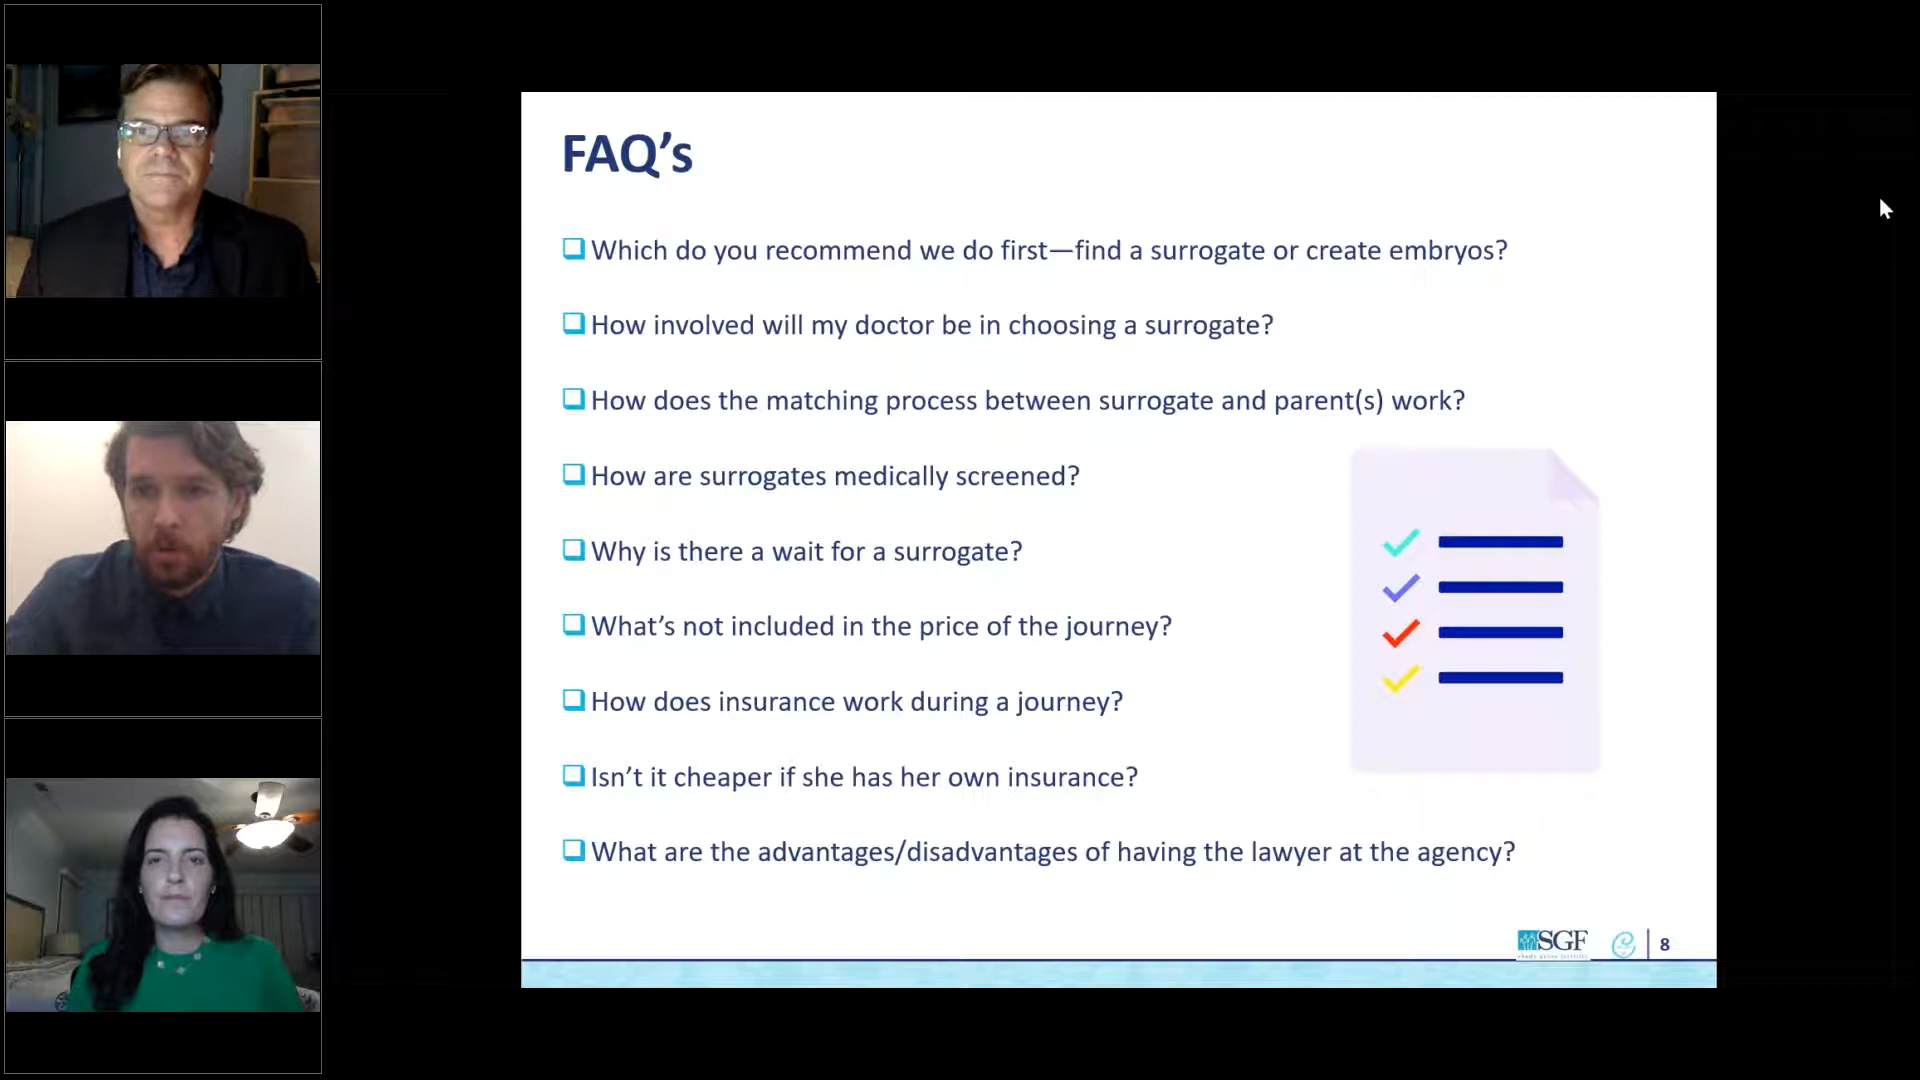 FAQ’s
Which do you recommend we do first—find a surrogate or create embryos?
How involved will my doctor be in choosing a surrogate?
How does the matching process between surrogate and parent(s) work?
How are surrogates medically screened?
Why is there a wait for a surrogate?
What’s not included in the price of the journey?
How does insurance work during a journey?
Isn’t it cheaper if she has her own insurance?
What are the advantages/disadvantages of having the lawyer at the agency?
SGF
8